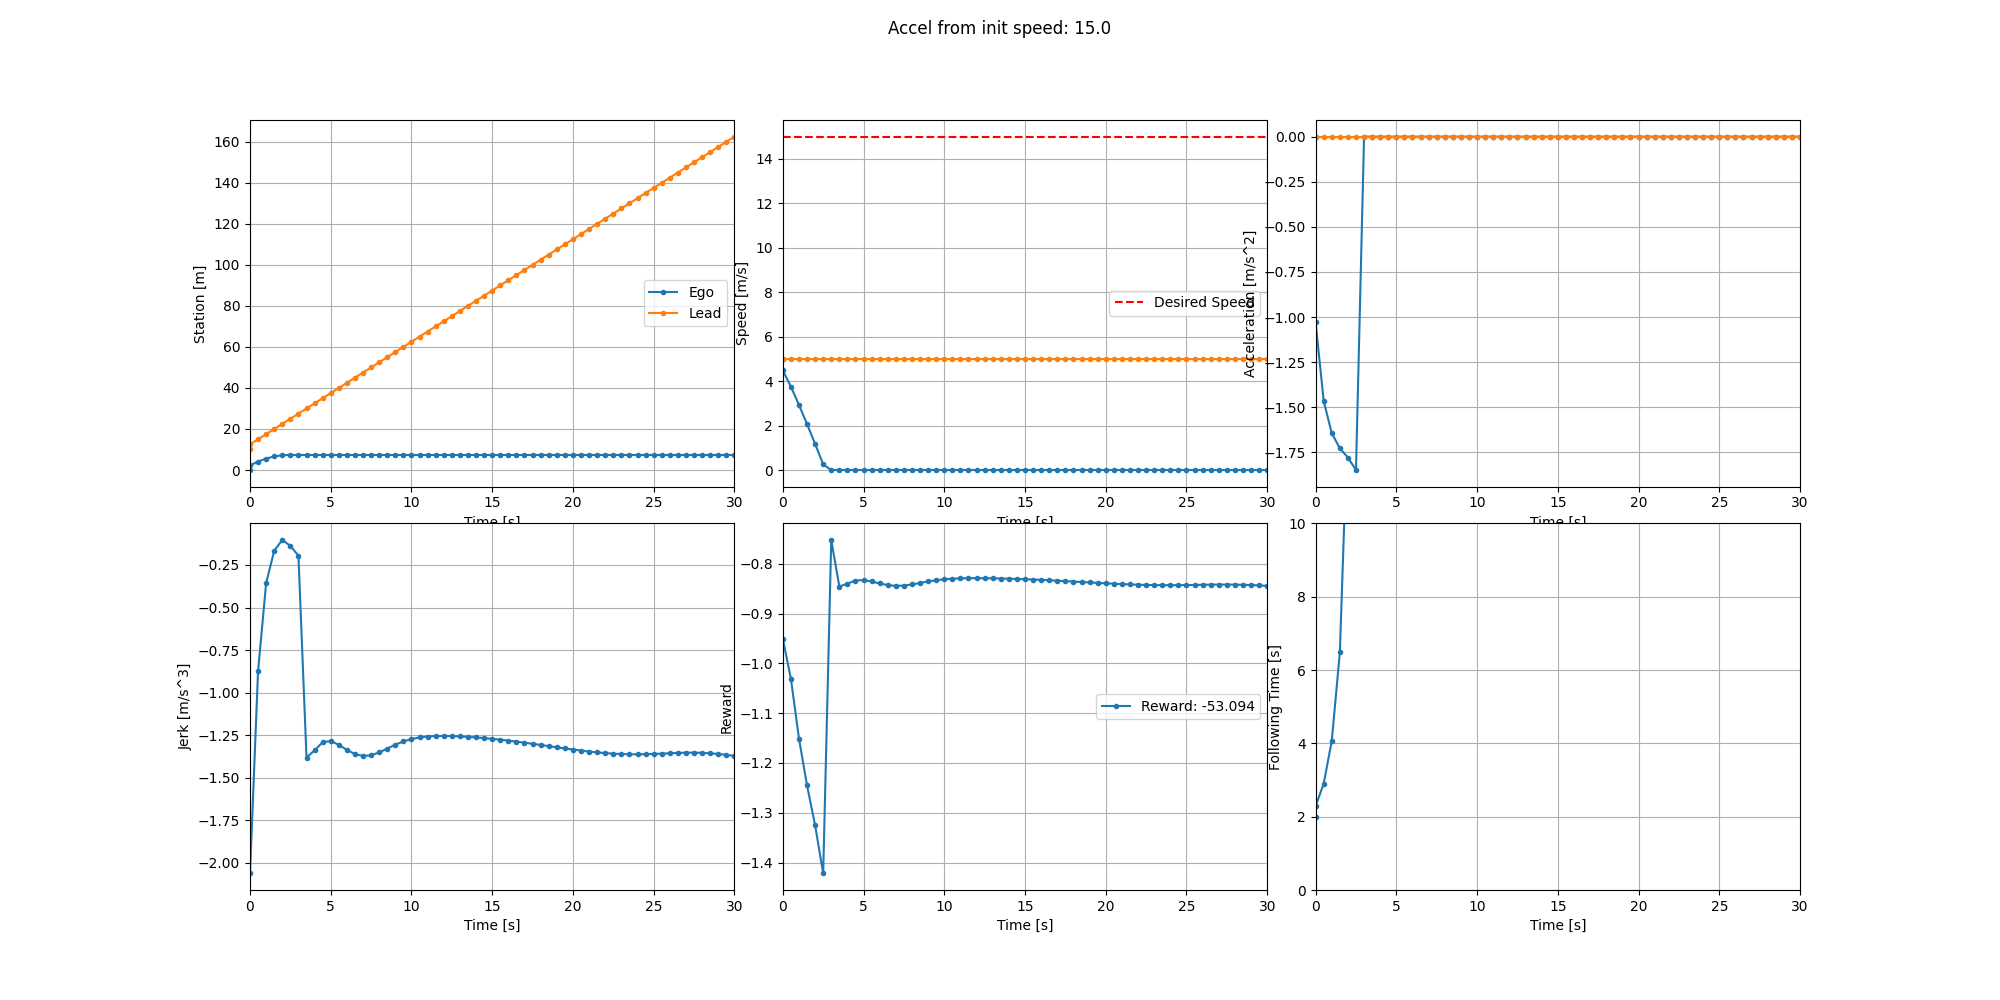 Accel from init speed: 15.0
160
140
120
100
80
60
40
20
0
Station [m]
Ego
Lead
0 5 10 15 20 25 30
Time [s]
14
12
10
8
6
4
2
0
Speed [m/s]
Desired Speed
0 5 10 15 20 25 30
Time [s]
0.00
−0.25
−0.50
−0.75
−1.00
−1.25
−1.50
−1.75
Acceleration [m/s^2]
0 5 10 15 20 25 30
Time [s]
−0.25
−0.50
−0.75
−1.00
−1.25
−1.50
−1.75
−2.00
Jerk [m/s^3]
0 5 10 15 20 25 30
Time [s]
−0.8
−0.9
−1.0
−1.1
−1.2
−1.3
−1.4
Reward
Reward: -53.094
0 5 10 15 20 25 30
Time [s]
10
8
6
4
2
0
Following Time [s]
0 5 10 15 20 25 30
Time [s]